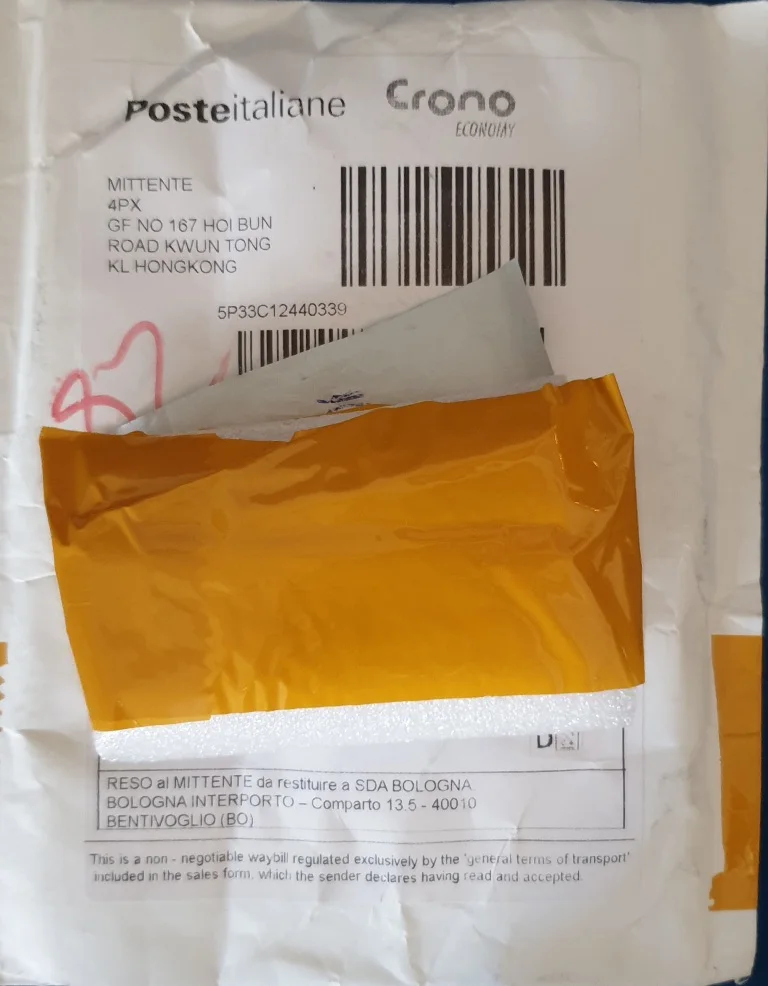 Posteitaliane Crono
ECONOMY
MITTENTE
4PX
GF NO 167 HOI BUN
ROAD KWUN TONG
KL HONGKONG
5P33C12440339
87
D
RESO al MITTENTE da restituire a SDA BOLOGNA
BOLOGNA INTERPORTO – Comparto 13.5 - 40010
BENTIVOGLIO (BO)
This is a non - negotiable waybill regulated exclusively by the 'general terms of transport'
included in the sales form, which the sender declares having read and accepted.